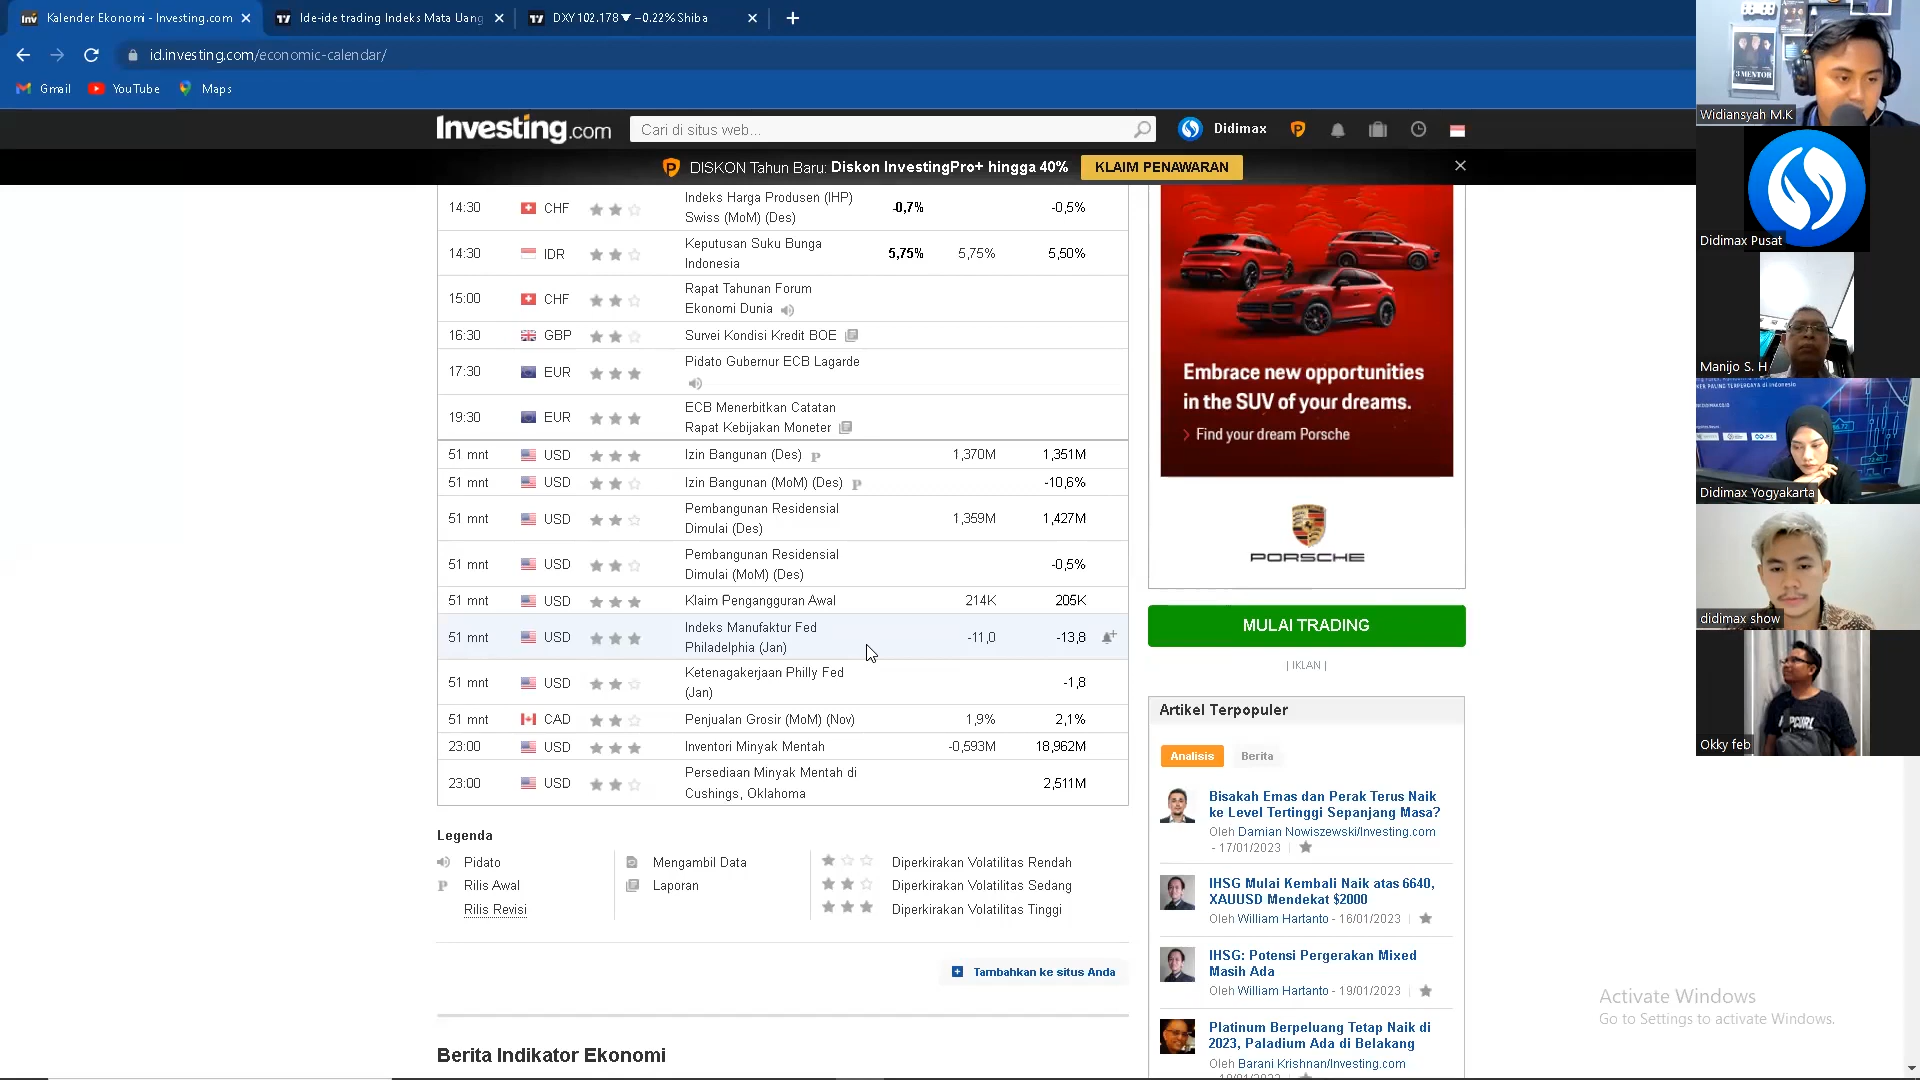 Kalender Ekonomi - Investing.com
Ide-ide trading Indeks Mata Uang
DXY 102.178 ▼ −0.22% Shiba
id.investing.com/economic-calendar/
Gmail
YouTube
Maps
Investing.com
Cari di situs web...
Didimax
DISKON Tahun Baru: Diskon InvestingPro+ hingga 40%
KLAIM PENAWARAN
14:30 CHF Indeks Harga Produsen (IHP) -0,7% -0,5%
Swiss (MoM) (Des)
14:30 IDR Keputusan Suku Bunga 5,75% 5,75% 5,50%
Indonesia
15:00 CHF Rapat Tahunan Forum
Ekonomi Dunia
16:30 GBP Survei Kondisi Kredit BOE
17:30 EUR Pidato Gubernur ECB Lagarde
19:30 EUR ECB Menerbitkan Catatan
Rapat Kebijakan Moneter
51 mnt USD Izin Bangunan (Des) P 1,370M 1,351M
51 mnt USD Izin Bangunan (MoM) (Des) P -10,6%
51 mnt USD Pembangunan Residensial 1,359M 1,427M
Dimulai (Des)
51 mnt USD Pembangunan Residensial -0,5%
Dimulai (MoM) (Des)
51 mnt USD Klaim Pengangguran Awal 214K 205K
51 mnt USD Indeks Manufaktur Fed -11,0 -13,8
Philadelphia (Jan)
51 mnt USD Ketenagakerjaan Philly Fed -1,8
(Jan)
51 mnt CAD Penjualan Grosir (MoM) (Nov) 1,9% 2,1%
23:00 USD Inventori Minyak Mentah -0,593M 18,962M
23:00 USD Persediaan Minyak Mentah di 2,511M
Cushings, Oklahoma
Legenda
Pidato
P Rilis Awal
Rilis Revisi
Mengambil Data
Laporan
Diperkirakan Volatilitas Rendah
Diperkirakan Volatilitas Sedang
Diperkirakan Volatilitas Tinggi
Tambahkan ke situs Anda
Berita Indikator Ekonomi
Embrace new opportunities
in the SUV of your dreams.
Find your dream Porsche
PORSCHE
MULAI TRADING
| IKLAN |
Artikel Terpopuler
Analisis
Berita
Bisakah Emas dan Perak Terus Naik
ke Level Tertinggi Sepanjang Masa?
Oleh Damian Nowiszewski/Investing.com
- 17/01/2023
IHSG Mulai Kembali Naik atas 6640,
XAUUSD Mendekat $2000
Oleh William Hartanto - 16/01/2023
IHSG: Potensi Pergerakan Mixed
Masih Ada
Oleh William Hartanto - 19/01/2023
Platinum Berpeluang Tetap Naik di
2023, Paladium Ada di Belakang
Oleh Barani Krishnan/Investing.com
3 MENTOR
Widiansyah M.K
Didimax Pusat
Manijo S. H
Didimax Yogyakarta
didimax show
Okky feb
Activate Windows
Go to Settings to activate Windows.